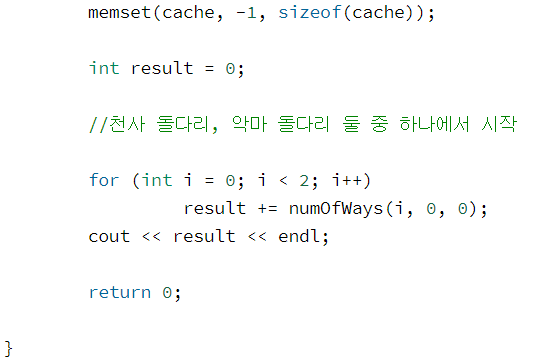 memset(cache, -1, sizeof(cache));
int result = 0;
//천사 돌다리, 악마 돌다리 둘 중 하나에서 시작
for (int i = 0; i < 2; i++)
result += numOfWays(i, 0, 0);
cout << result << endl;
return 0;
}